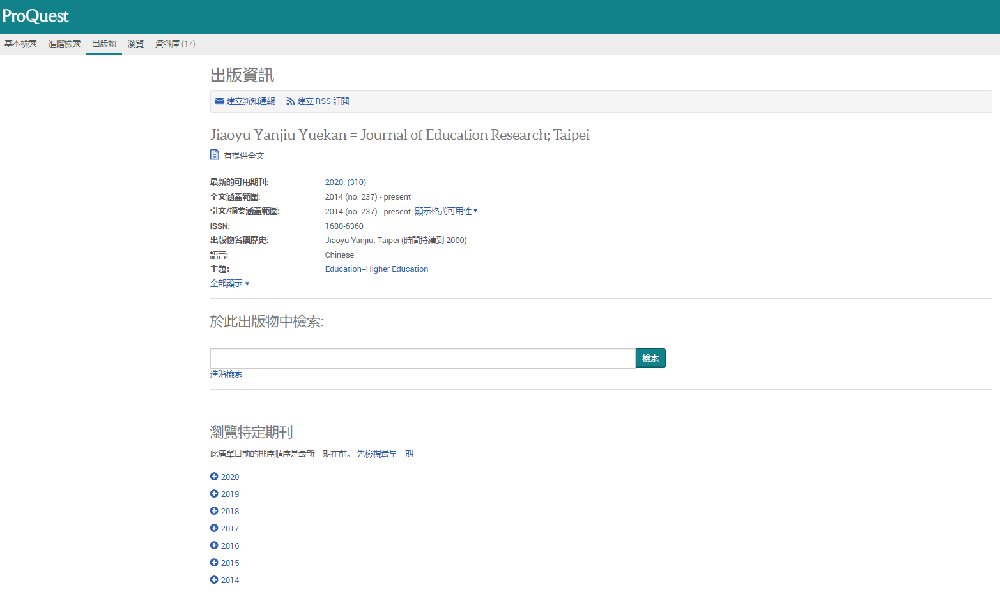 ProQuest
基本檢索 進階檢索 出版物 瀏覽 資料庫 (17)
出版資訊
建立新知通報 建立 RSS 訂閱
Jiaoyu Yanjiu Yuekan = Journal of Education Research; Taipei
有提供全文
最新的可用期刊: 2020; (310)
全文涵蓋範圍: 2014 (no. 237) - present
引文/摘要涵蓋範圍: 2014 (no. 237) - present 顯示格式可用性
ISSN: 1680-6360
出版物名稱歷史: Jiaoyu Yanjiu; Taipei (時間持續到 2000)
語言: Chinese
主題: Education--Higher Education
全部顯示
於此出版物中檢索:
檢索
進階檢索
瀏覽特定期刊
此清單目前的排序順序是最新一期在前。 先檢視最早一期
2020
2019
2018
2017
2016
2015
2014